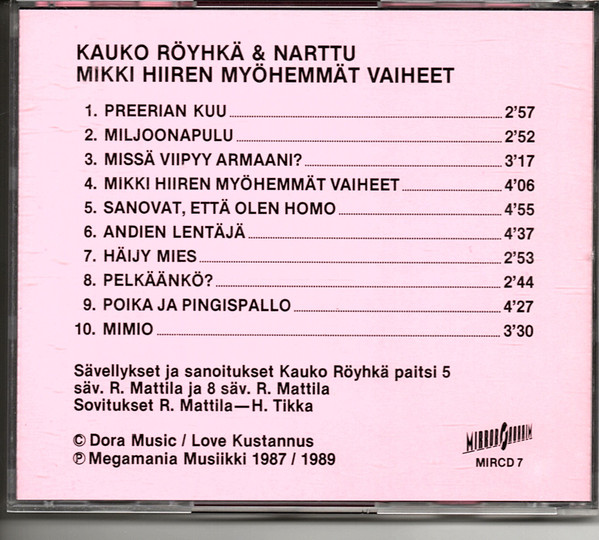 KAUKO RÖYHKÄ & NARTTU
MIKKI HIIREN MYÖHEMMÄT VAIHEET
1. PREERIAN KUU 2’57
2. MILJOONAPULU 2’52
3. MISSÄ VIIPYY ARMAANI? 3’17
4. MIKKI HIIREN MYÖHEMMÄT VAIHEET 4’06
5. SANOVAT, ETTÄ OLEN HOMO 4’55
6. ANDIEN LENTÄJÄ 4’37
7. HÄIJY MIES 2’53
8. PELKÄÄNKÖ? 2’44
9. POIKA JA PINGISPALLO 4’27
10. MIMIO 3’30
Sävellykset ja sanoitukset Kauko Röyhkä paitsi 5
säv. R. Mattila ja 8 säv. R. Mattila
Sovitukset R. Mattila—H. Tikka
© Dora Music / Love Kustannus
℗ Megamania Musiikki 1987 / 1989
MIRCD 7